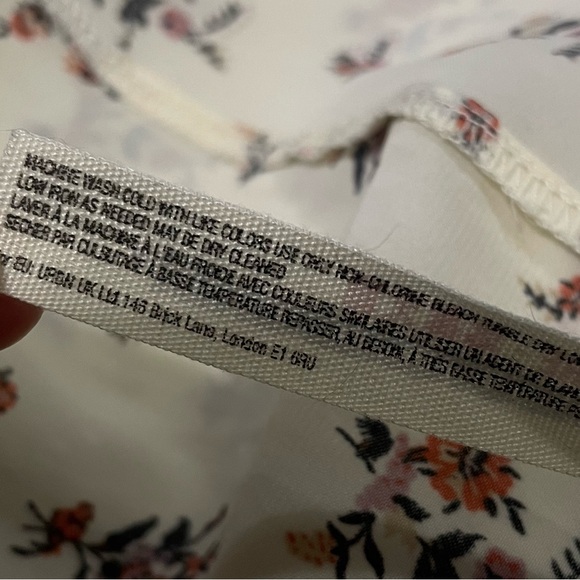 MACHINE WASH COLD WITH LIKE COLORS USE ONLY NON-CHLORINE BLEACH TUMBLE DRY LOW
LOW IRON AS NEEDED MAY BE DRY CLEANED
LAVER À LA MACHINE À L'EAU FROIDE AVEC COULEURS SIMILAIRES UTILISER UN AGENT DE
SÉCHER PAR CULBUTAGE À BASSE TEMPÉRATURE REPASSER, AU BESOIN, À TRÈS BASSE TEMPÉRATURE
EU: URBN UK Ltd, 146 Brick Lane, London E1 6RU